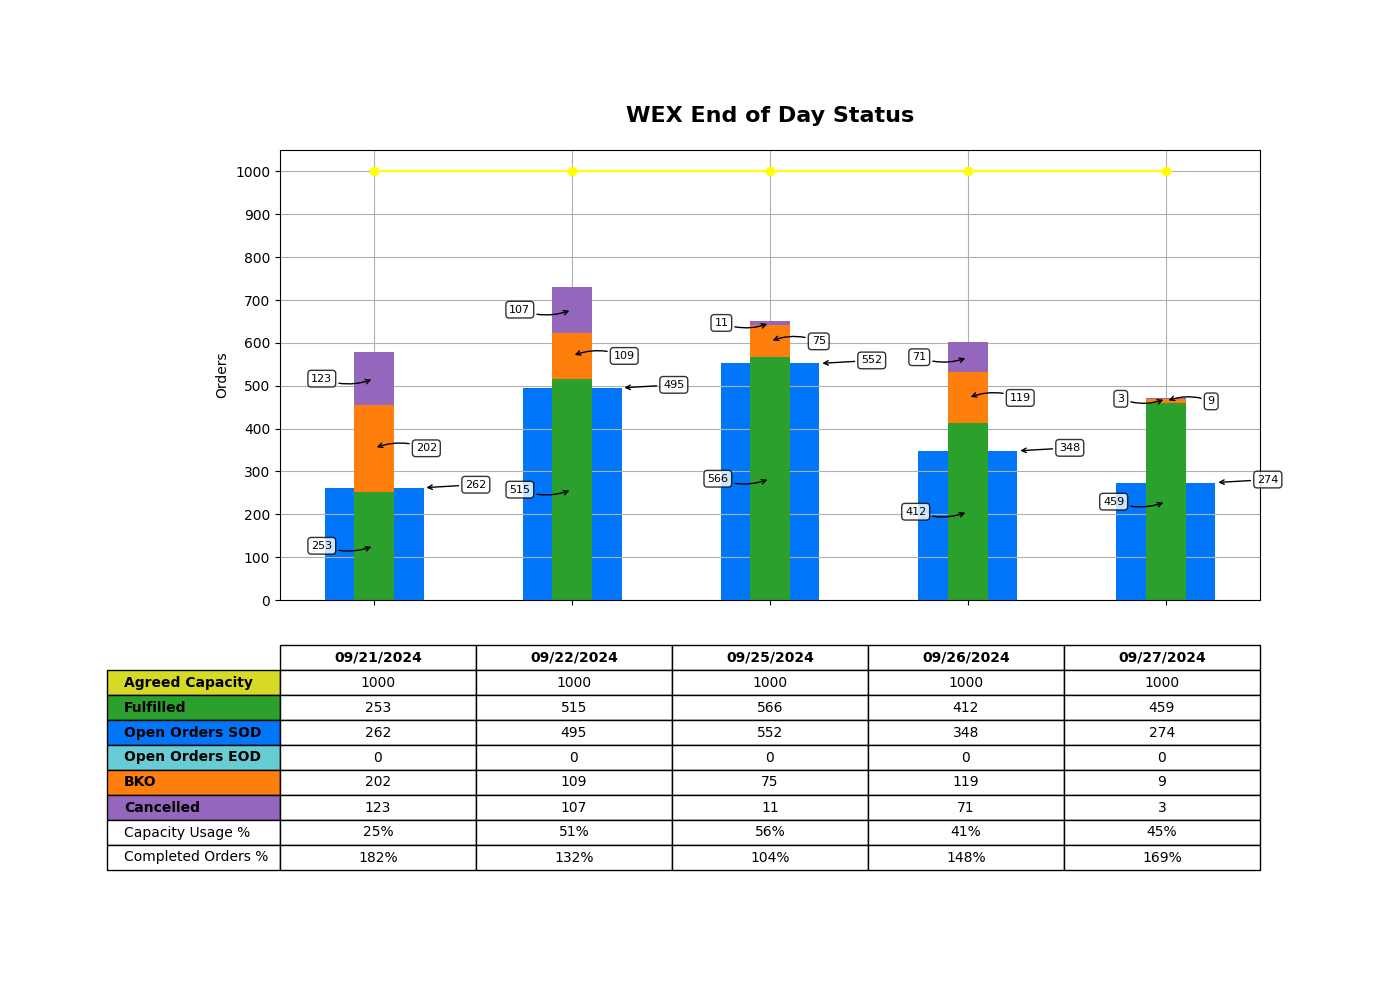 WEX End of Day Status
1000
900
800
700
600
500
400
300
200
100
0
Orders
123
202
262
253
107
109
495
515
11
75
552
566
71
119
348
412
3
9
274
459
09/21/2024 09/22/2024 09/25/2024 09/26/2024 09/27/2024
Agreed Capacity 1000 1000 1000 1000 1000
Fulfilled 253 515 566 412 459
Open Orders SOD 262 495 552 348 274
Open Orders EOD 0 0 0 0 0
BKO 202 109 75 119 9
Cancelled 123 107 11 71 3
Capacity Usage % 25% 51% 56% 41% 45%
Completed Orders % 182% 132% 104% 148% 169%